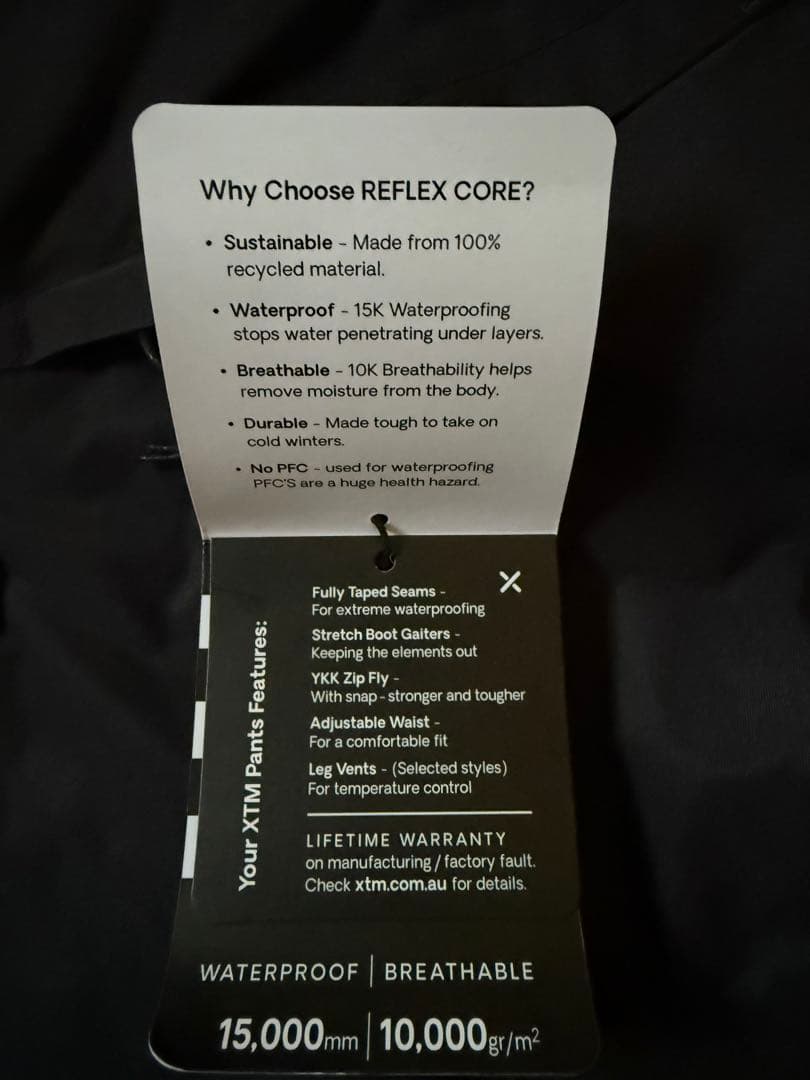 Why Choose REFLEX CORE?
• Sustainable - Made from 100%
recycled material.
• Waterproof - 15K Waterproofing
stops water penetrating under layers.
• Breathable - 10K Breathability helps
remove moisture from the body.
• Durable - Made tough to take on
cold winters.
• No PFC - used for waterproofing
PFC'S are a huge health hazard.
Your XTM Pants Features:
Fully Taped Seams -
For extreme waterproofing
Stretch Boot Gaiters -
Keeping the elements out
YKK Zip Fly -
With snap - stronger and tougher
Adjustable Waist -
For a comfortable fit
Leg Vents - (Selected styles)
For temperature control
LIFETIME WARRANTY
on manufacturing / factory fault.
Check xtm.com.au for details.
WATERPROOF | BREATHABLE
15,000mm | 10,000gr/m²